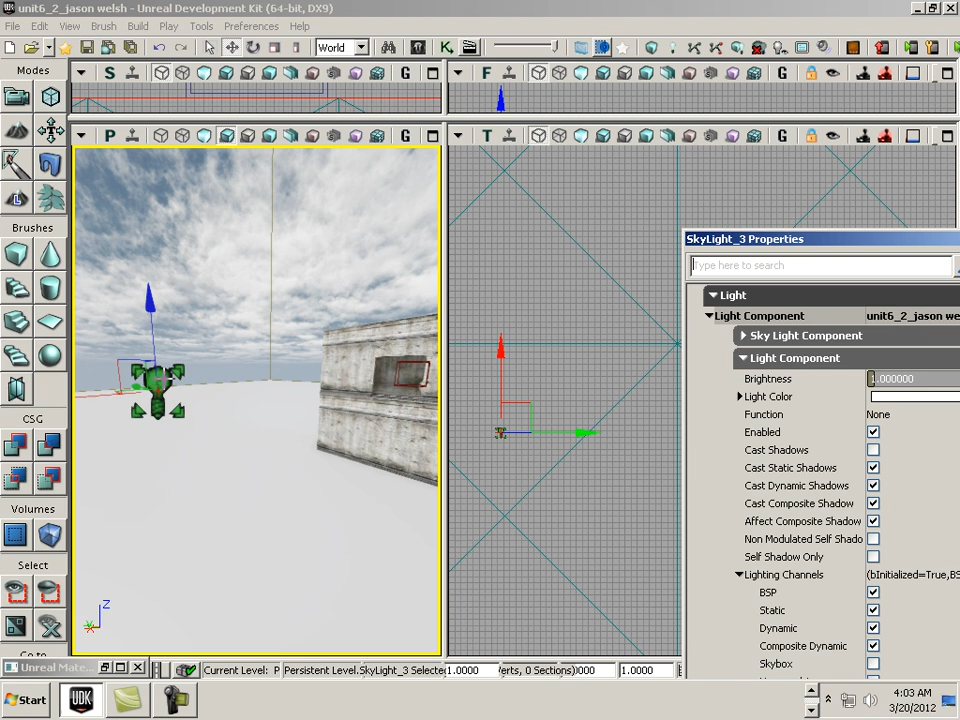 unit6_2_jason welsh - Unreal Development Kit (64-bit, DX9)
File Edit View Brush Build Play Tools Preferences Help
World
Modes
S G F G
P G T G
Brushes
CSG
Volumes
Select
SkyLight_3 Properties
Type here to search
Light
Light Component unit6_2_jason we
Sky Light Component
Light Component
Brightness 1.000000
Light Color
Function None
Enabled
Cast Shadows
Cast Static Shadows
Cast Dynamic Shadows
Cast Composite Shadow
Affect Composite Shadow
Non Modulated Self Shado
Self Shadow Only
Lighting Channels (bInitialized=True,BS
BSP
Static
Dynamic
Composite Dynamic
Skybox
Z
Unreal Mate...
Current Level: P Persistent Level.SkyLight_3 Selecte 1.0000 /erts, 0 Sections) 0000 1.0000
Start UDK
4:03 AM
3/20/2012